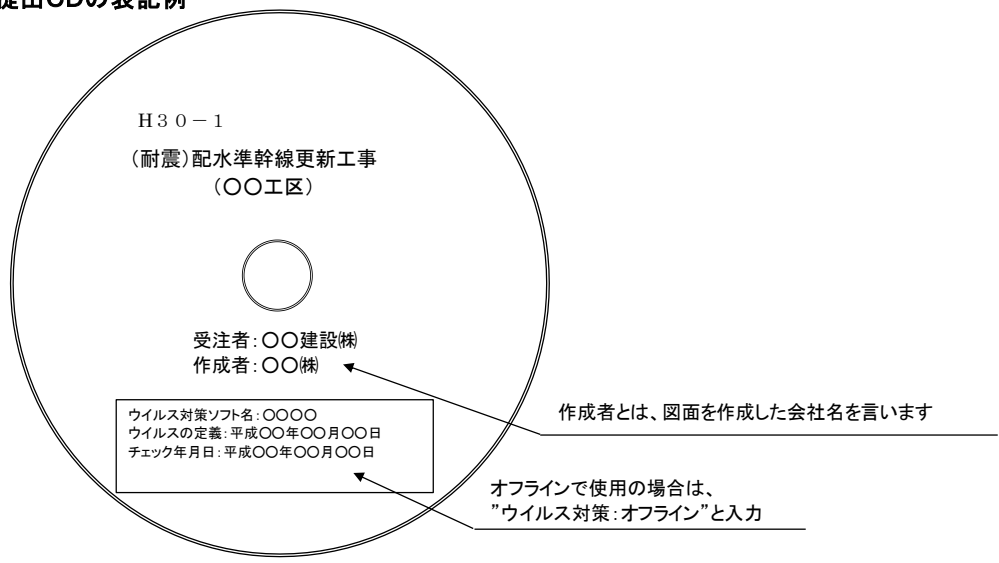 提出CDの表記例
Ｈ３０－１
（耐震）配水準幹線更新工事
（〇〇工区）
受注者：〇〇建設㈱
作成者：〇〇㈱
ウイルス対策ソフト名：〇〇〇〇
ウイルスの定義：平成〇〇年〇〇月〇〇日
チェック年月日：平成〇〇年〇〇月〇〇日
作成者とは、図面を作成した会社名を言います
オフラインで使用の場合は、
”ウイルス対策：オフライン”と入力